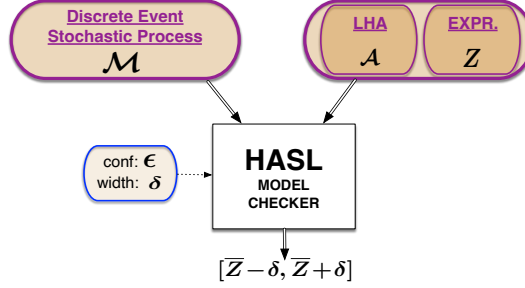 Discrete Event
Stochastic Process
𝓜
LHA
𝓐
EXPR.
Z
conf: ϵ
width: δ
HASL
MODEL
CHECKER
[Z̅ − δ, Z̅ + δ]